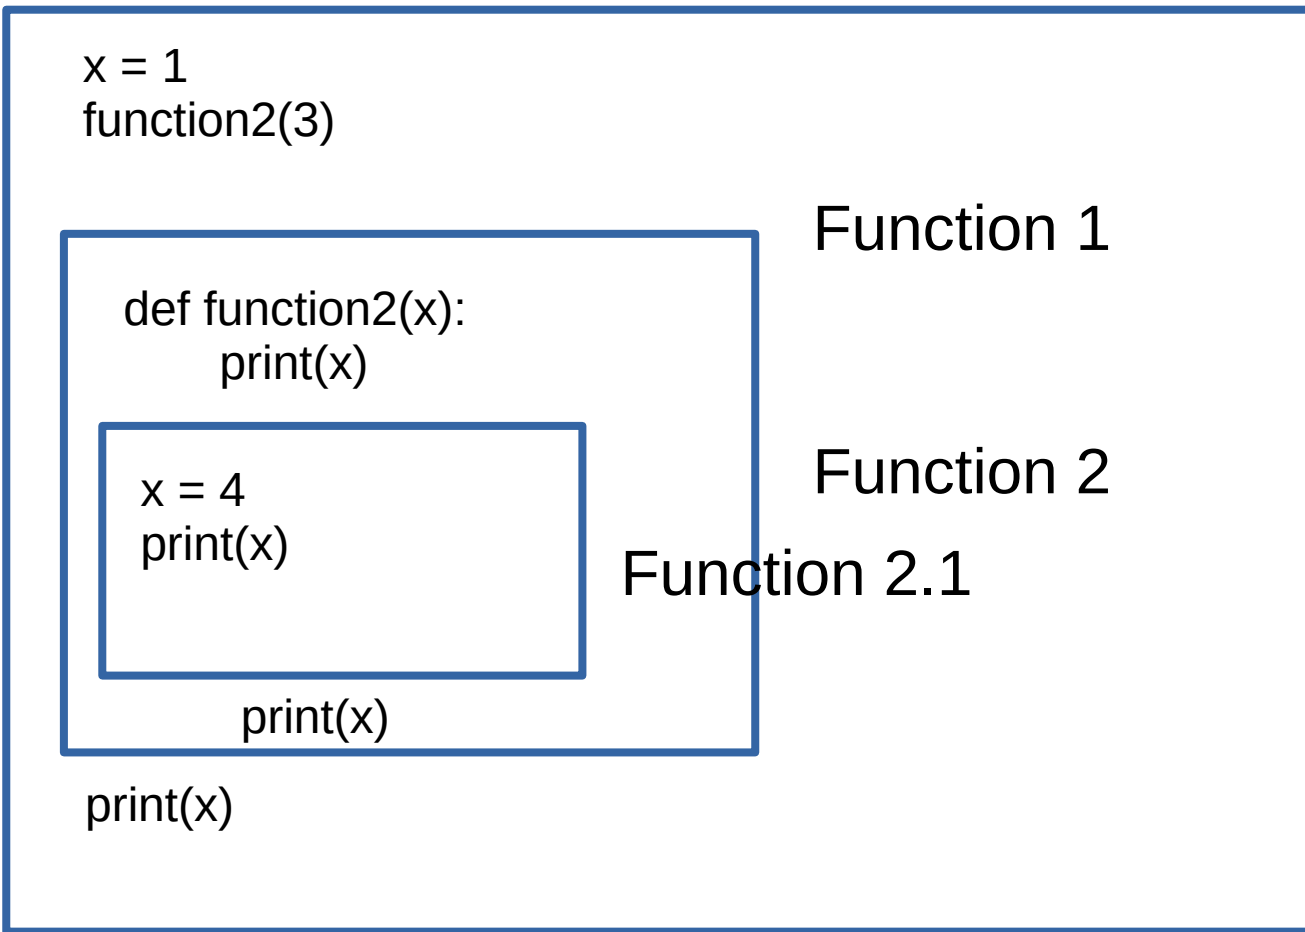 x = 1
function2(3)
Function 1
def function2(x):
print(x)
Function 2
x = 4
print(x)
Function 2.1
print(x)
print(x)